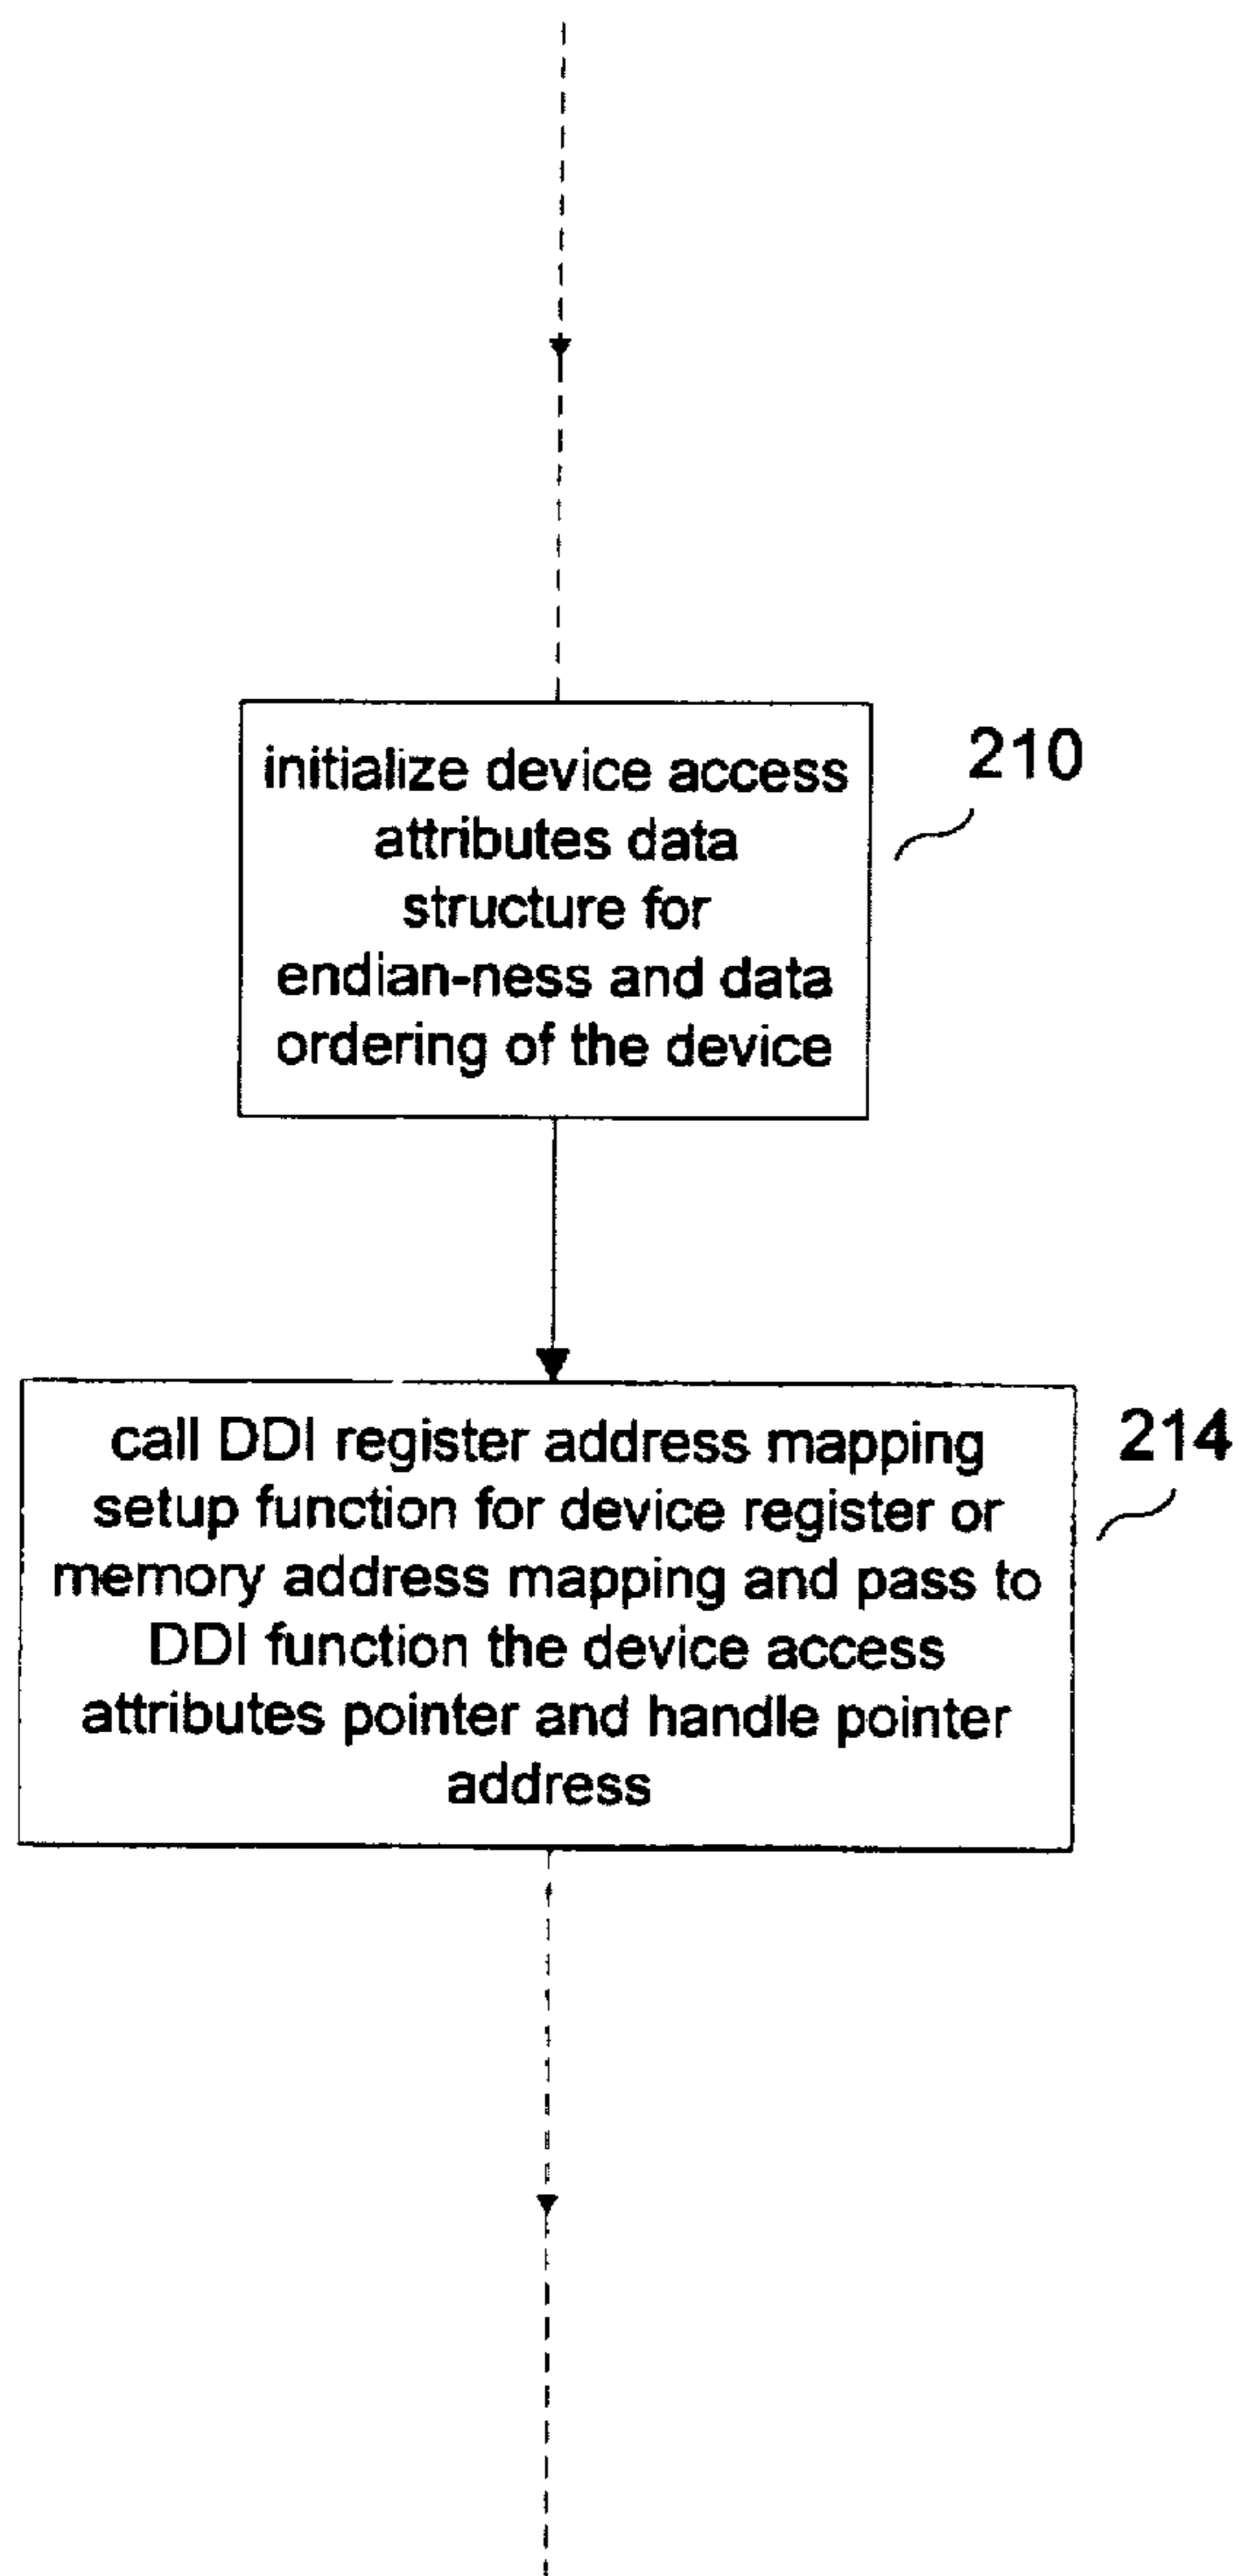 initialize device access
attributes data
structure for
endian-ness and data
ordering of the device
210
call DDI register address mapping
setup function for device register or
memory address mapping and pass to
DDI function the device access
attributes pointer and handle pointer
address
214